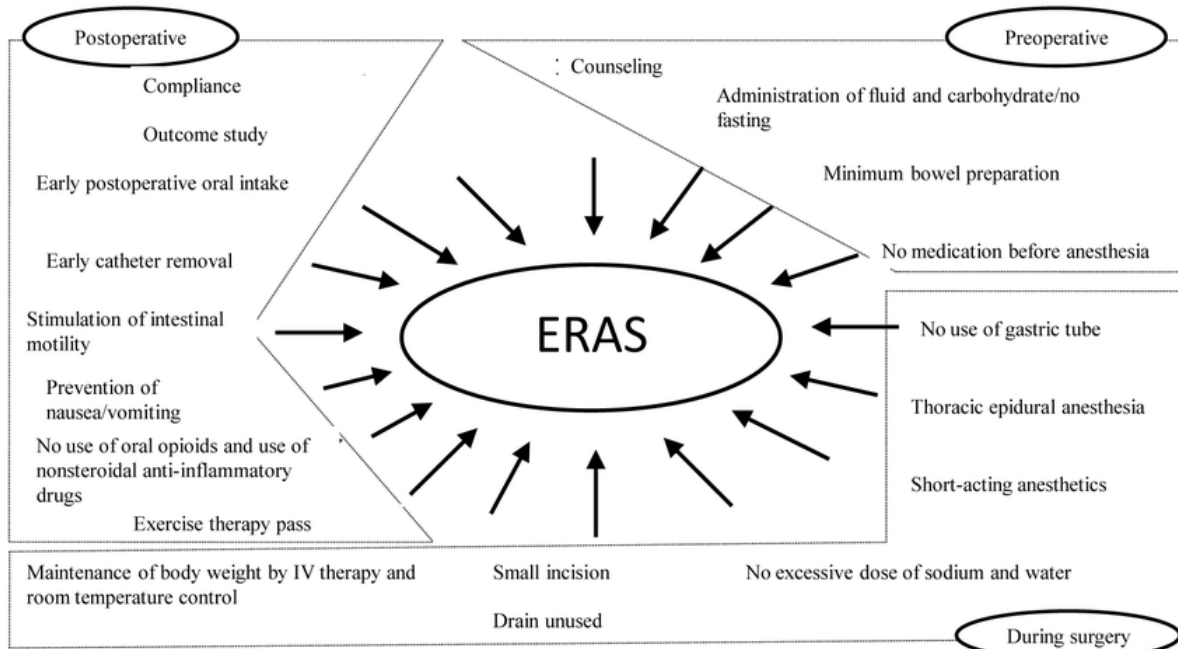 Postoperative
Compliance
Outcome study
Early postoperative oral intake
Early catheter removal
Stimulation of intestinal
motility
Prevention of
nausea/vomiting
No use of oral opioids and use of
nonsteroidal anti-inflammatory
drugs
Exercise therapy pass
Preoperative
: Counseling
Administration of fluid and carbohydrate/no
fasting
Minimum bowel preparation
No medication before anesthesia
ERAS
No use of gastric tube
Thoracic epidural anesthesia
Short-acting anesthetics
Maintenance of body weight by IV therapy and
room temperature control
Small incision
Drain unused
No excessive dose of sodium and water
During surgery